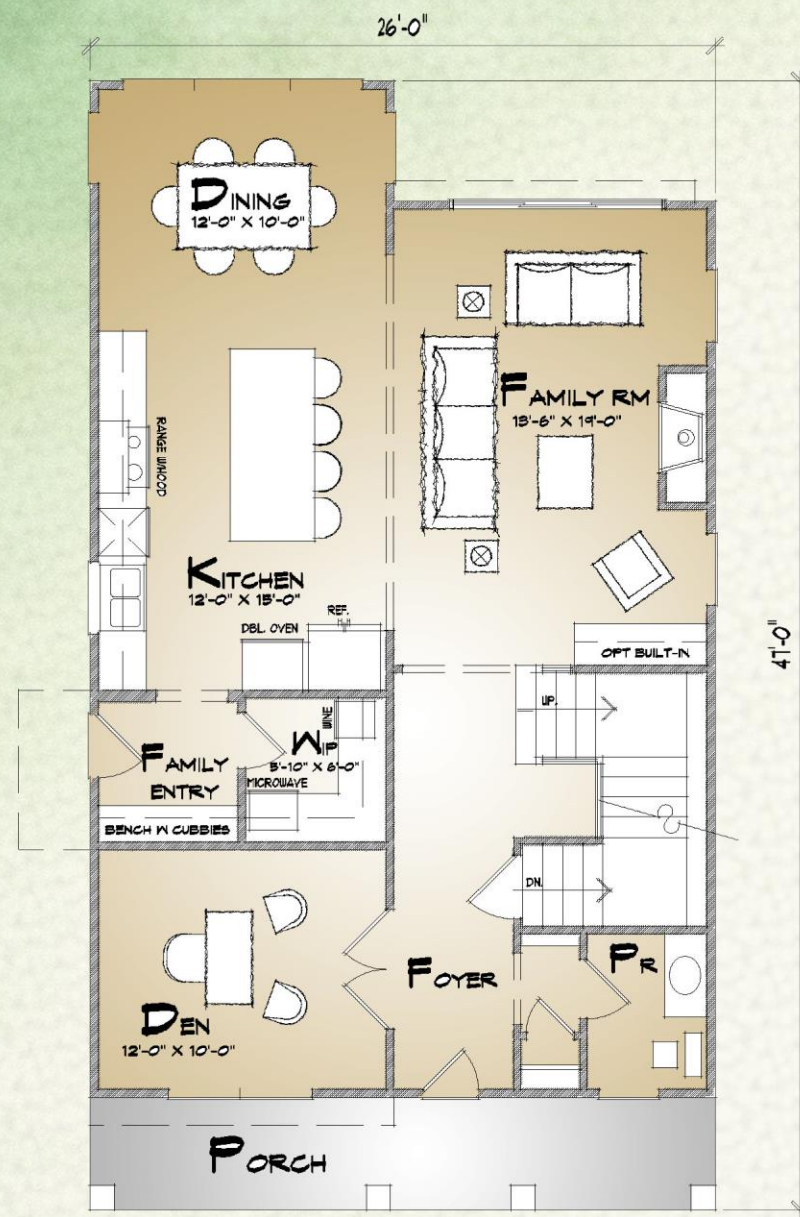 26'-0"
DINING
12'-0" X 10'-0"
FAMILY RM
13'-6" X 19'-0"
RANGE W/HOOD
KITCHEN
12'-0" X 15'-0"
REF.
DBL. OVEN
OPT BUILT-IN
47'-0"
UP.
WINE
WIP
5'-10" X 6'-0"
FAMILY
ENTRY
MICROWAVE
BENCH W CUBBIES
DN.
PR
FOYER
DEN
12'-0" X 10'-0"
PORCH